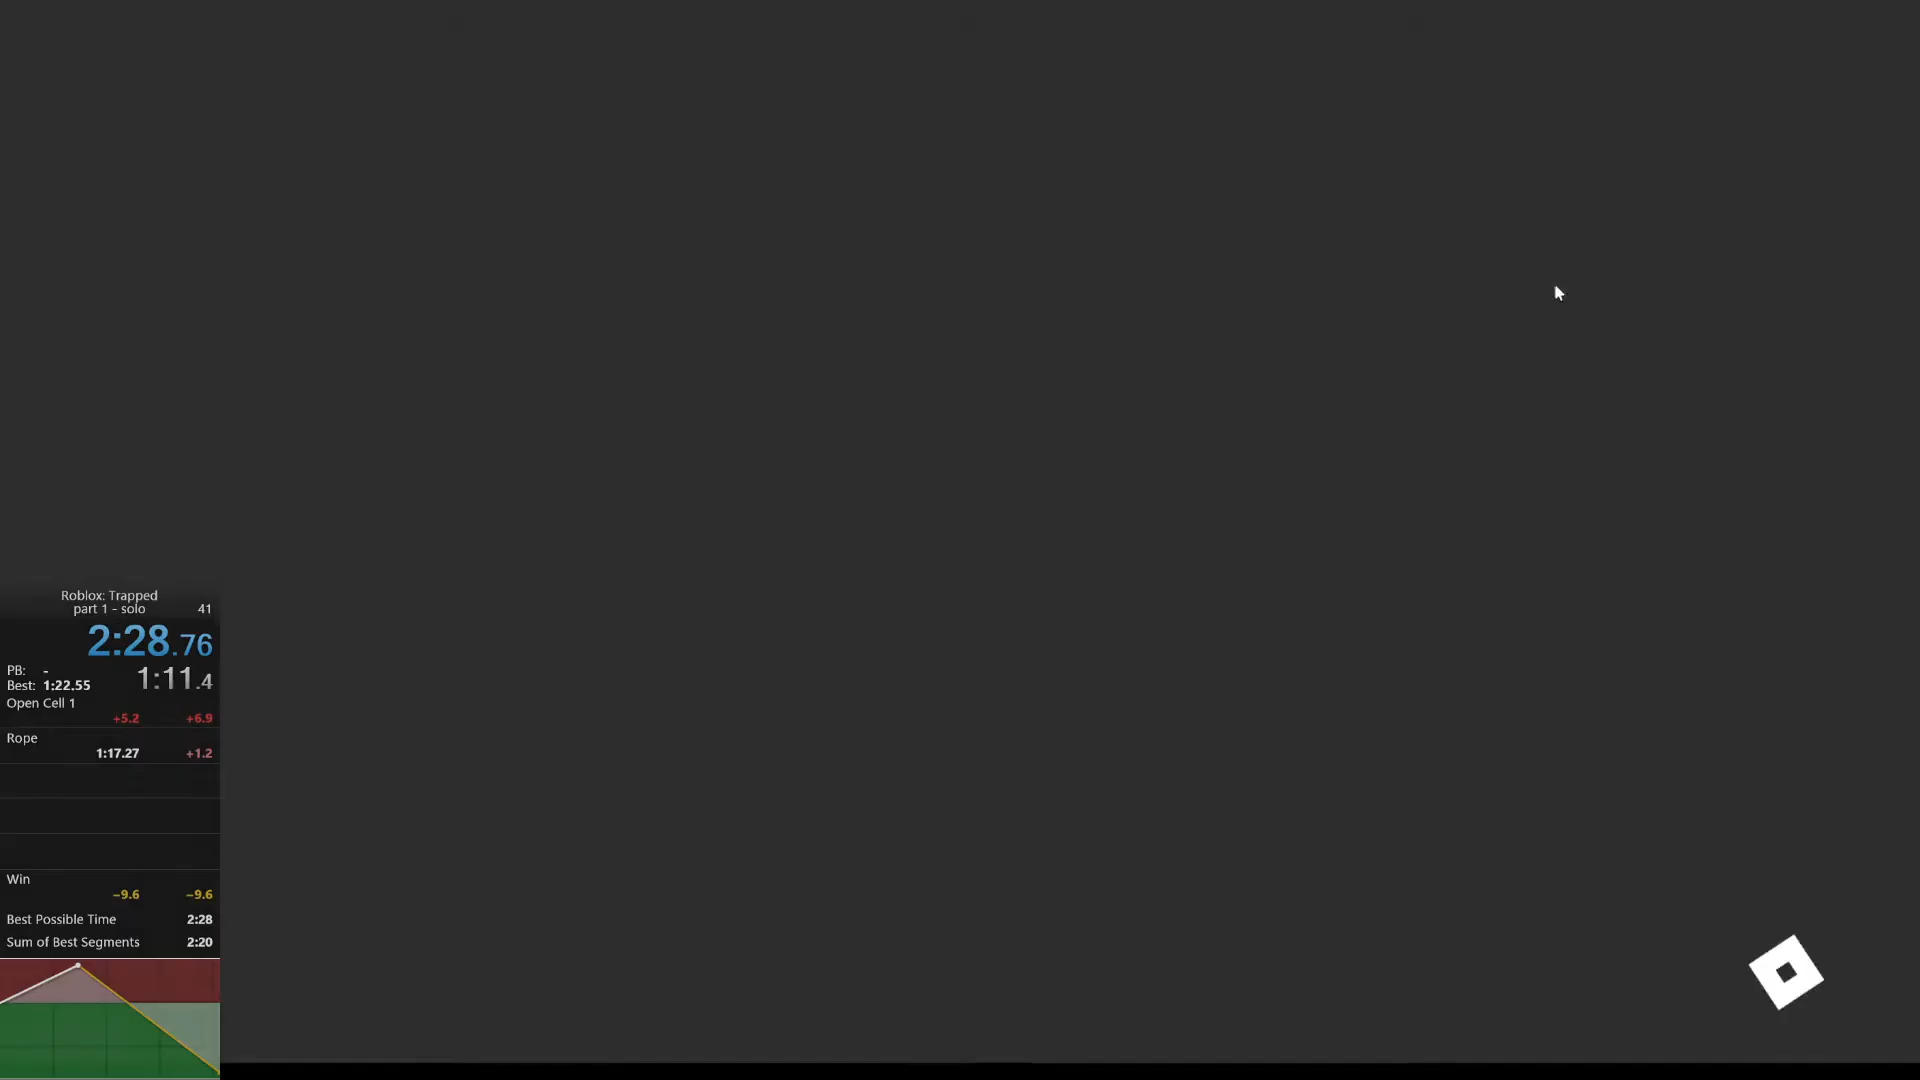 Roblox: Trapped
part 1 - solo 41
2:28.76
PB: -
1:11.4
Best: 1:22.55
Open Cell 1
+5.2 +6.9
Rope
1:17.27 +1.2
Win
−9.6 −9.6
Best Possible Time 2:28
Sum of Best Segments 2:20